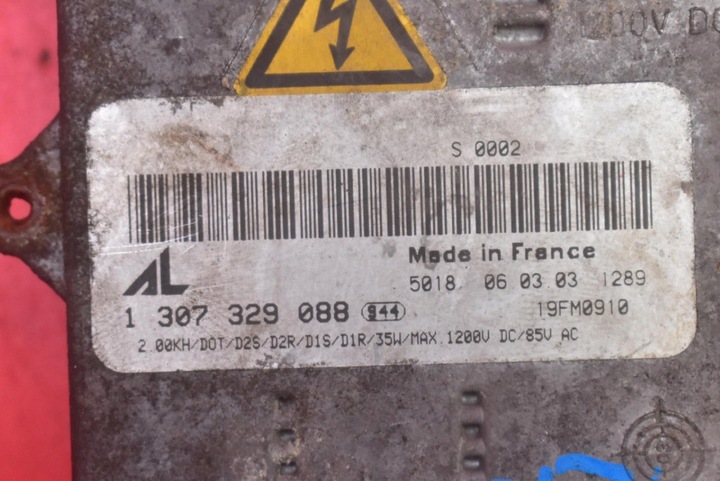 1200V DC
S 0002
AL
Made in France
5018 06 03 03 1289
1 307 329 088 944 19FM0910
2.00KH/DOT/D2S/D2R/D1S/D1R/35W/MAX.1200V DC/85V AC